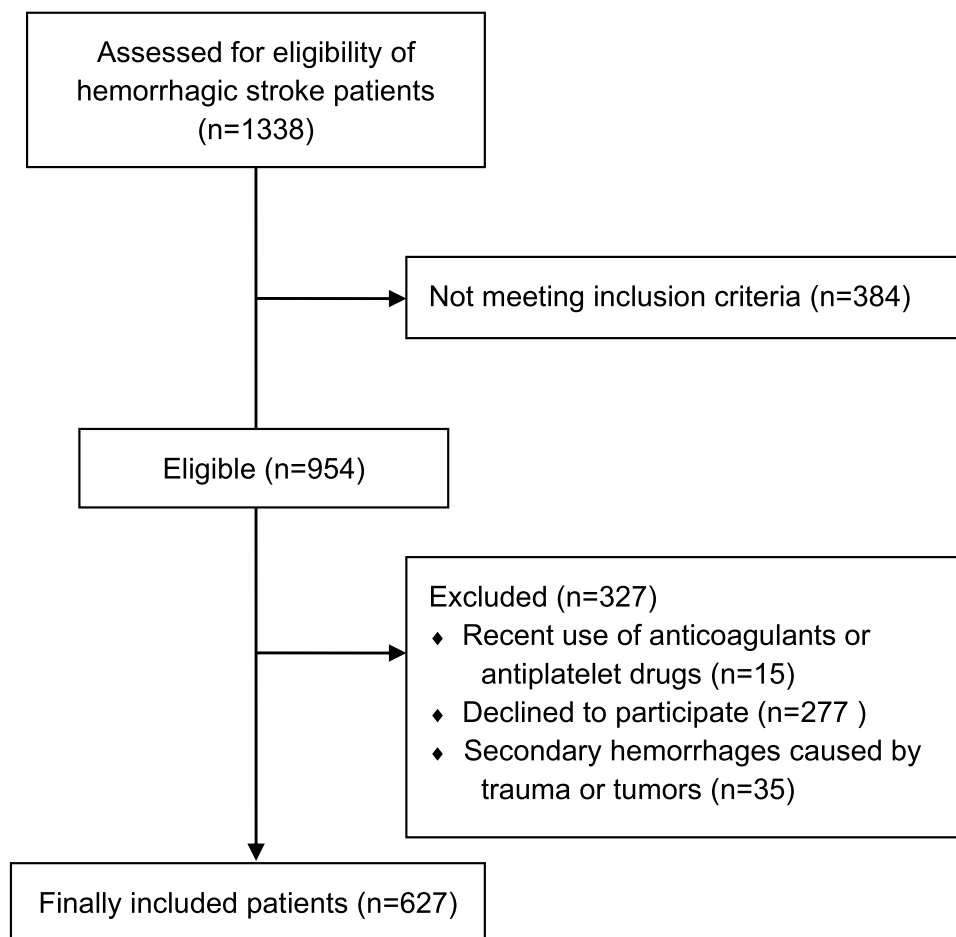 Assessed for eligibility of
hemorrhagic stroke patients
(n=1338)
Not meeting inclusion criteria (n=384)
Eligible (n=954)
Excluded (n=327)
♦ Recent use of anticoagulants or
antiplatelet drugs (n=15)
♦ Declined to participate (n=277 )
♦ Secondary hemorrhages caused by
trauma or tumors (n=35)
Finally included patients (n=627)